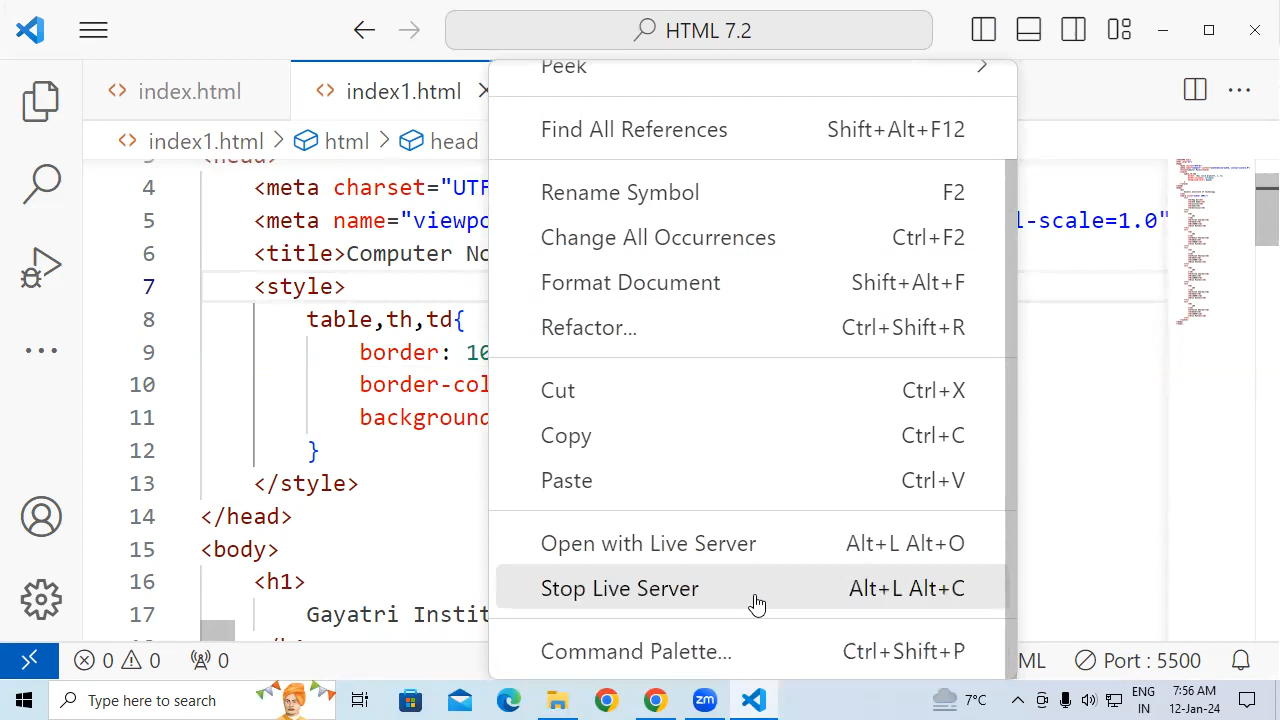 HTML 7.2
index.html
index1.html
index1.html > html > head
Peek
Find All References Shift+Alt+F12
Rename Symbol F2
Change All Occurrences Ctrl+F2
Format Document Shift+Alt+F
Refactor... Ctrl+Shift+R
Cut Ctrl+X
Copy Ctrl+C
Paste Ctrl+V
Open with Live Server Alt+L Alt+O
Stop Live Server Alt+L Alt+C
Command Palette... Ctrl+Shift+P
<head>
4 <meta charset="UTF
5 <meta name="viewpo l-scale=1.0"
6 <title>Computer No
7 <style>
8 table,th,td{
9 border: 10
10 border-col
11 background
12 }
13 </style>
14 </head>
15 <body>
16 <h1>
17 Gayatri Instit
0 0 0 ML Port : 5500
Type here to search
zm
7°C
ENG
IN
7:56 AM
12-Jan-24